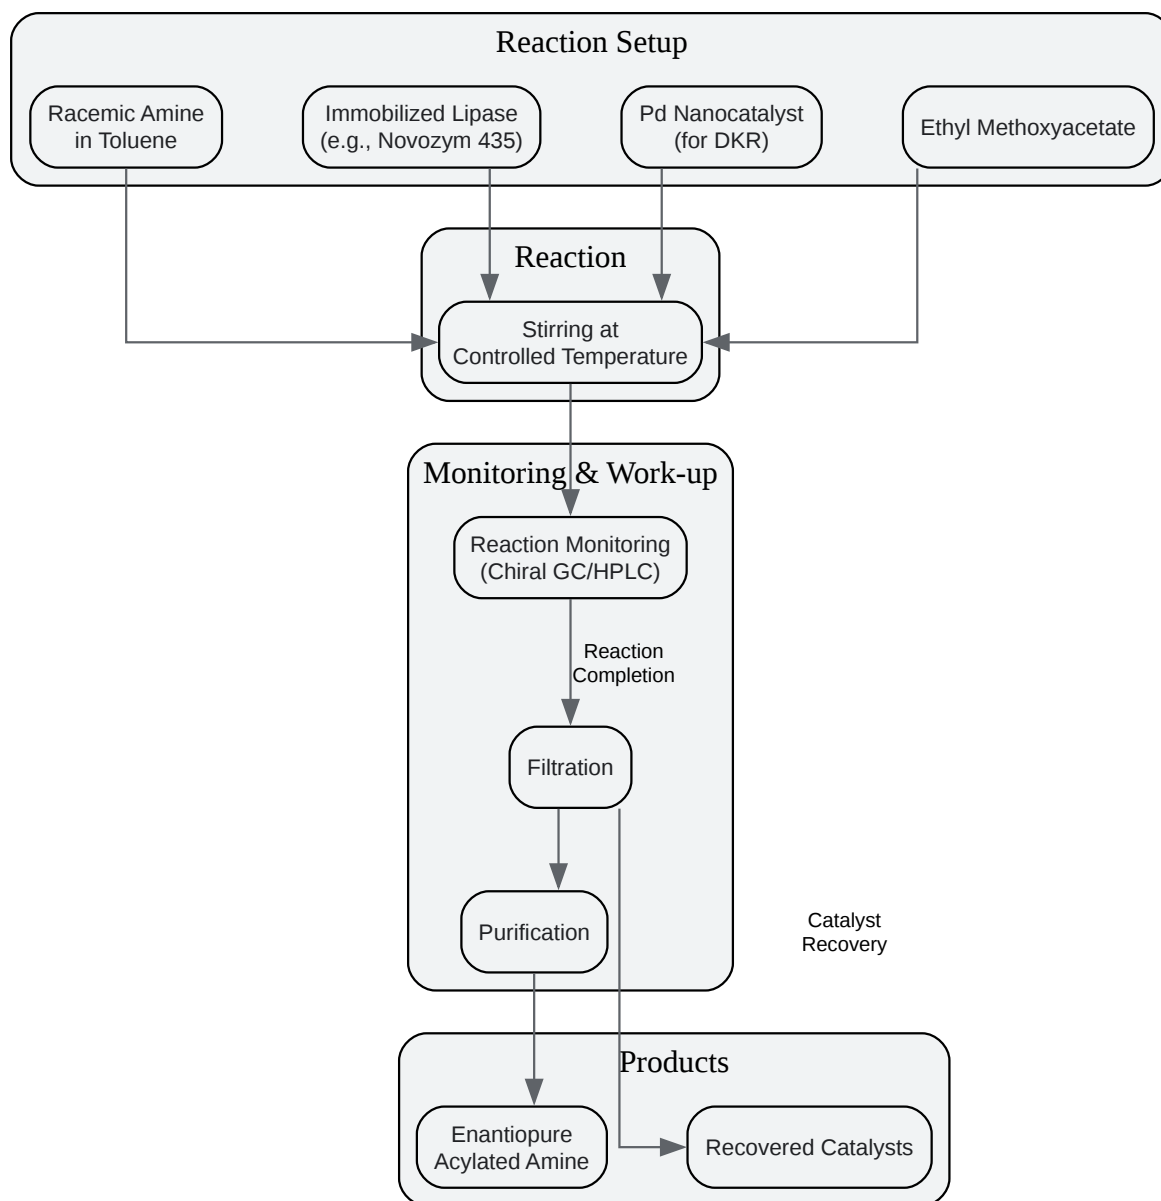 Reaction Setup
Racemic Amine
in Toluene
Immobilized Lipase
(e.g., Novozym 435)
Pd Nanocatalyst
(for DKR)
Ethyl Methoxyacetate
Reaction
Stirring at
Controlled Temperature
Monitoring & Work-up
Reaction Monitoring
(Chiral GC/HPLC)
Reaction
Completion
Filtration
Purification
Catalyst
Recovery
Products
Enantiopure
Acylated Amine
Recovered Catalysts